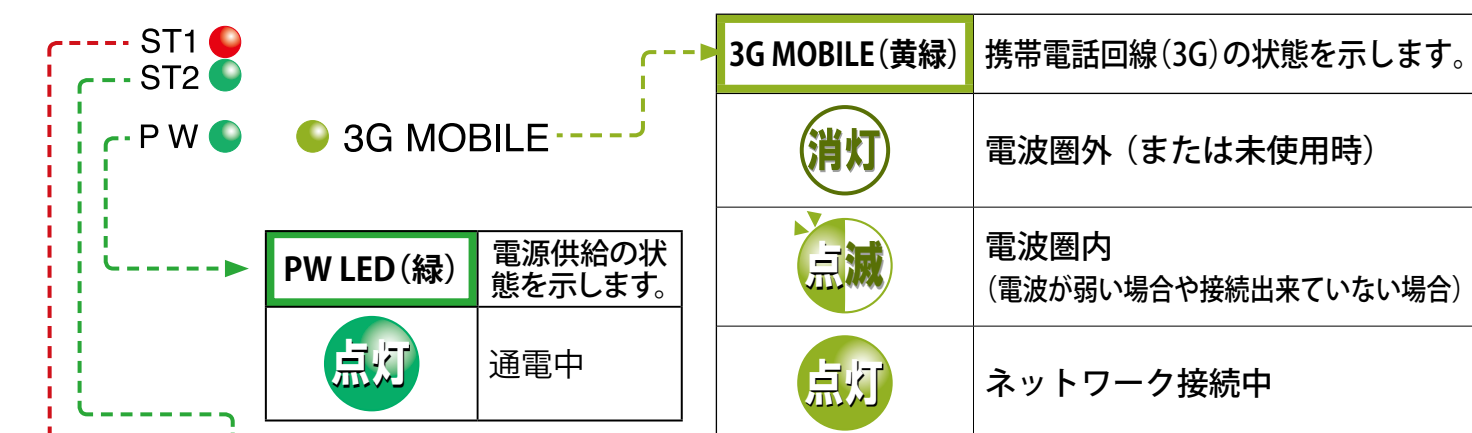 ST1
ST2
PW
3G MOBILE
PW LED（緑）
電源供給の状
態を示します。
点灯
通電中
3G MOBILE（黄緑）
携帯電話回線（3G）の状態を示します。
消灯
電波圏外（または未使用時）
点滅
電波圏内
（電波が弱い場合や接続出来ていない場合）
点灯
ネットワーク接続中